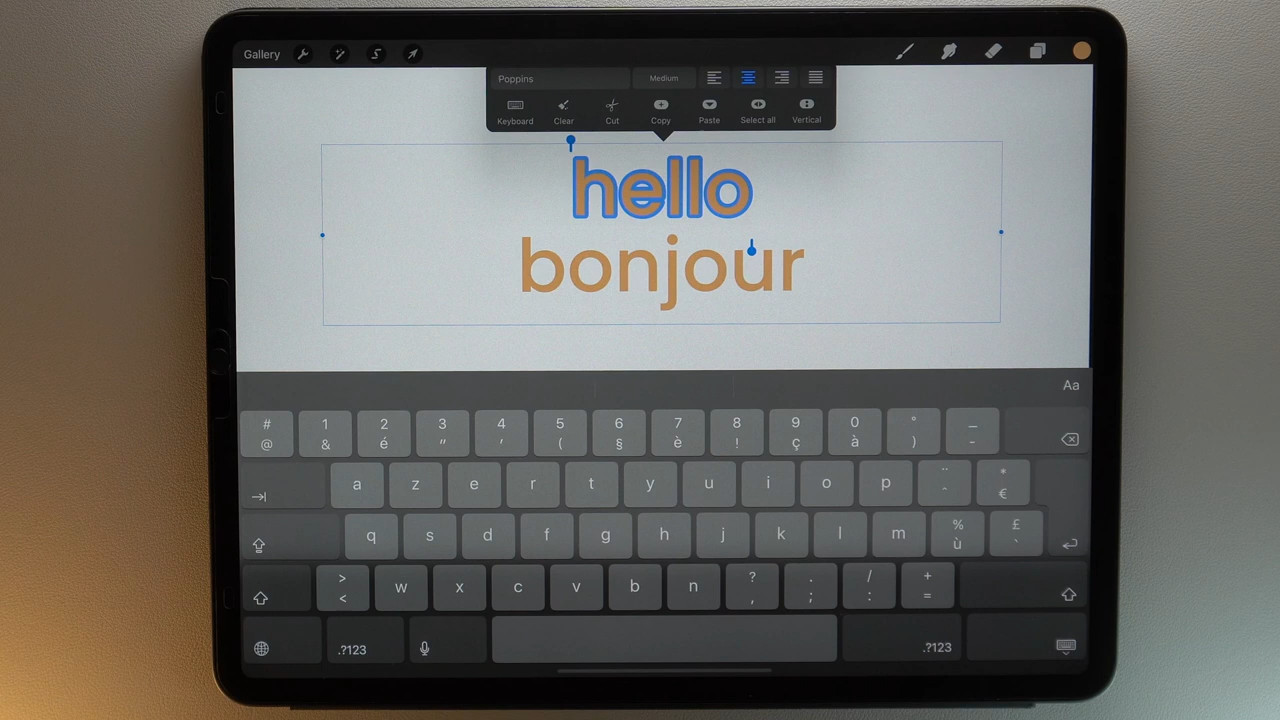 Gallery
Poppins Medium
Keyboard Clear Cut Copy Paste Select all Vertical
hello
bonjour
Aa
# 1 2 3 4 5 6 7 8 9 0 ° _
@ & é " ' ( § è ! ç à ) -
a z e r t y u i o p ¨ *
^ €
q s d f g h j k l m % £
ù `
> w x c v b n ? . / +
< , ; : =
.?123 .?123